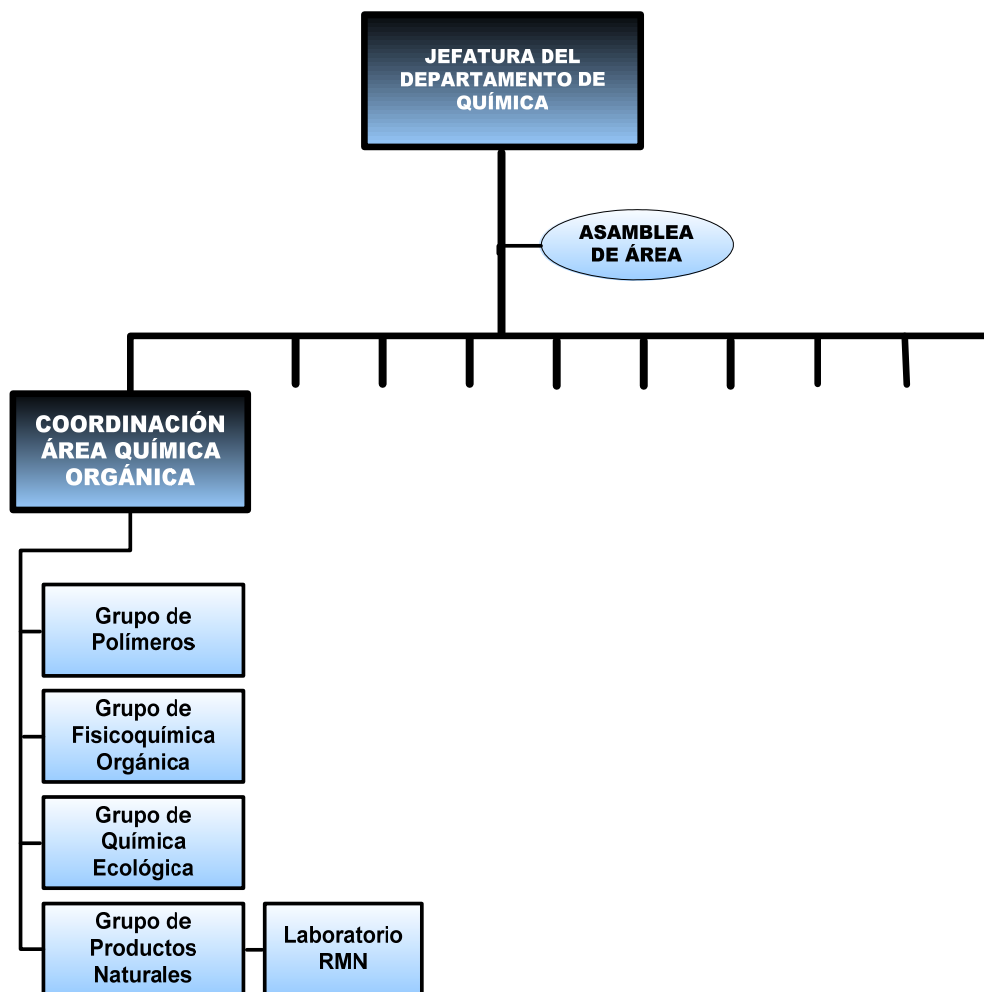 JEFATURA DEL
DEPARTAMENTO DE
QUÍMICA
ASAMBLEA
DE ÁREA
COORDINACIÓN
ÁREA QUÍMICA
ORGÁNICA
Grupo de
Polímeros
Grupo de
Fisicoquímica
Orgánica
Grupo de
Química
Ecológica
Grupo de
Productos
Naturales
Laboratorio
RMN